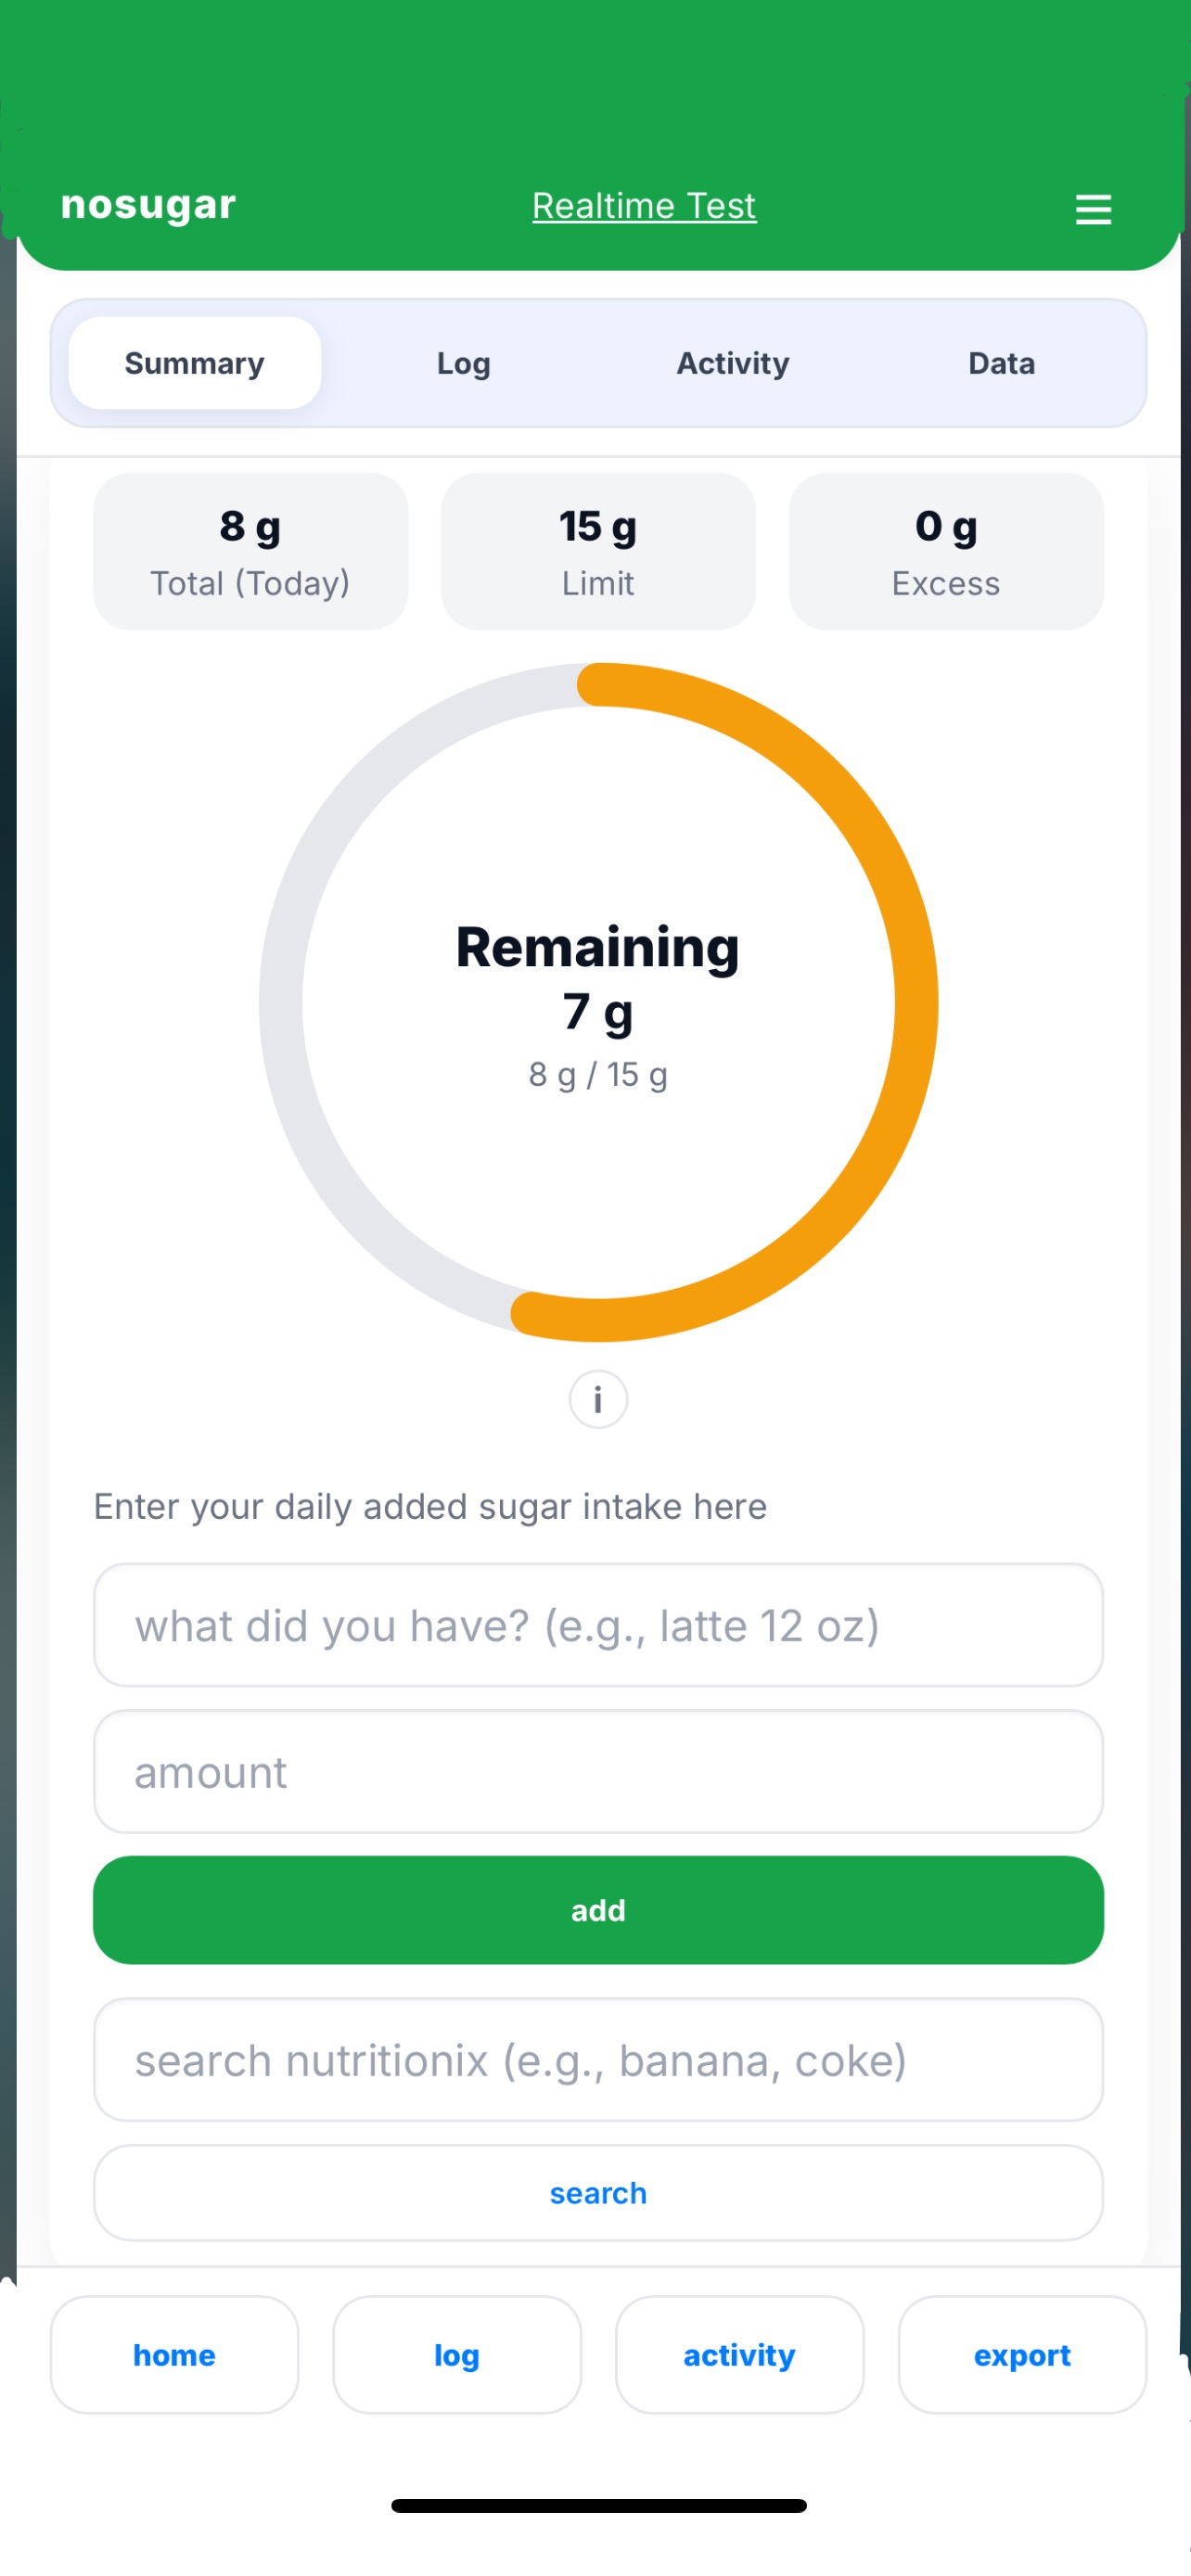 nosugar
Realtime Test
Summary
Log
Activity
Data
8 g
Total (Today)
15 g
Limit
0 g
Excess
Remaining
7 g
8 g / 15 g
i
Enter your daily added sugar intake here
what did you have? (e.g., latte 12 oz)
amount
add
search nutritionix (e.g., banana, coke)
search
home
log
activity
export